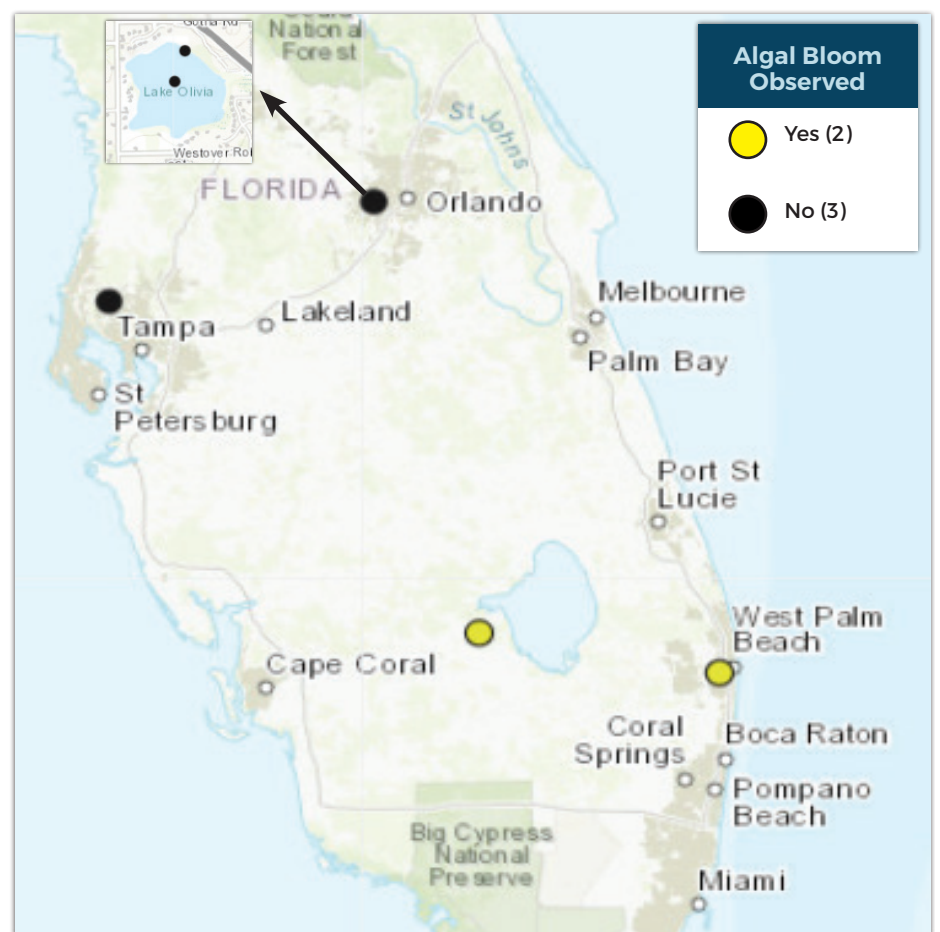 Gotha Rd
Lake Olivia
Westover Rol
National
Forest
St Johns
FLORIDA
Orlando
Algal Bloom
Observed
Yes (2)
No (3)
Melbourne
Palm Bay
Lakeland
Tampa
St
Petersburg
Port St
Lucie
West Palm
Beach
Cape Coral
Coral
Springs
Boca Raton
Pompano
Beach
Big Cypress
National
Preserve
Miami